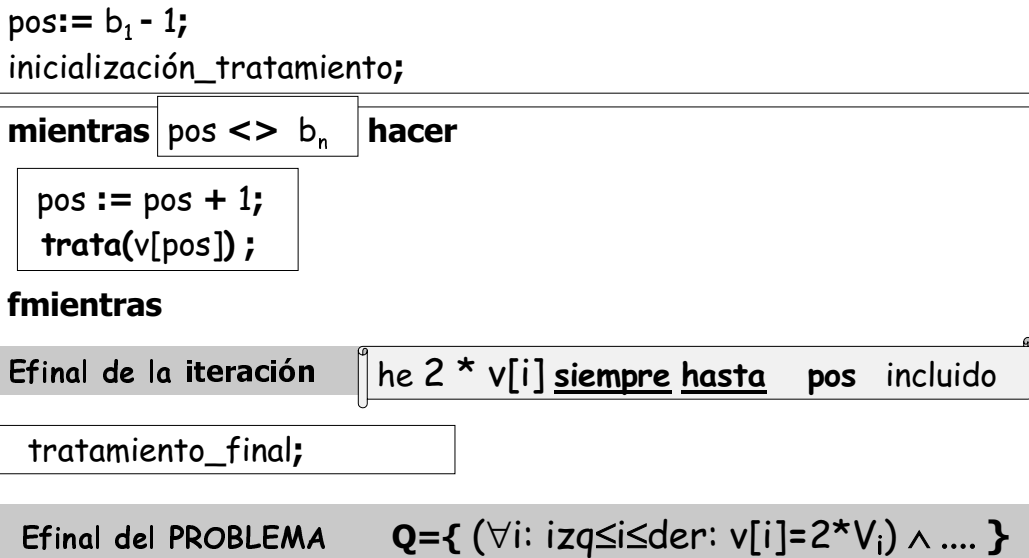 pos:= b₁ - 1;
inicialización_tratamiento;
mientras pos <> bₙ hacer
pos := pos + 1;
trata(v[pos]) ;
fmientras
Efinal de la iteración he 2 * v[i] siempre hasta pos incluido
tratamiento_final;
Efinal del PROBLEMA Q={ (∀i: izq≤i≤der: v[i]=2*Vᵢ) ∧ .... }